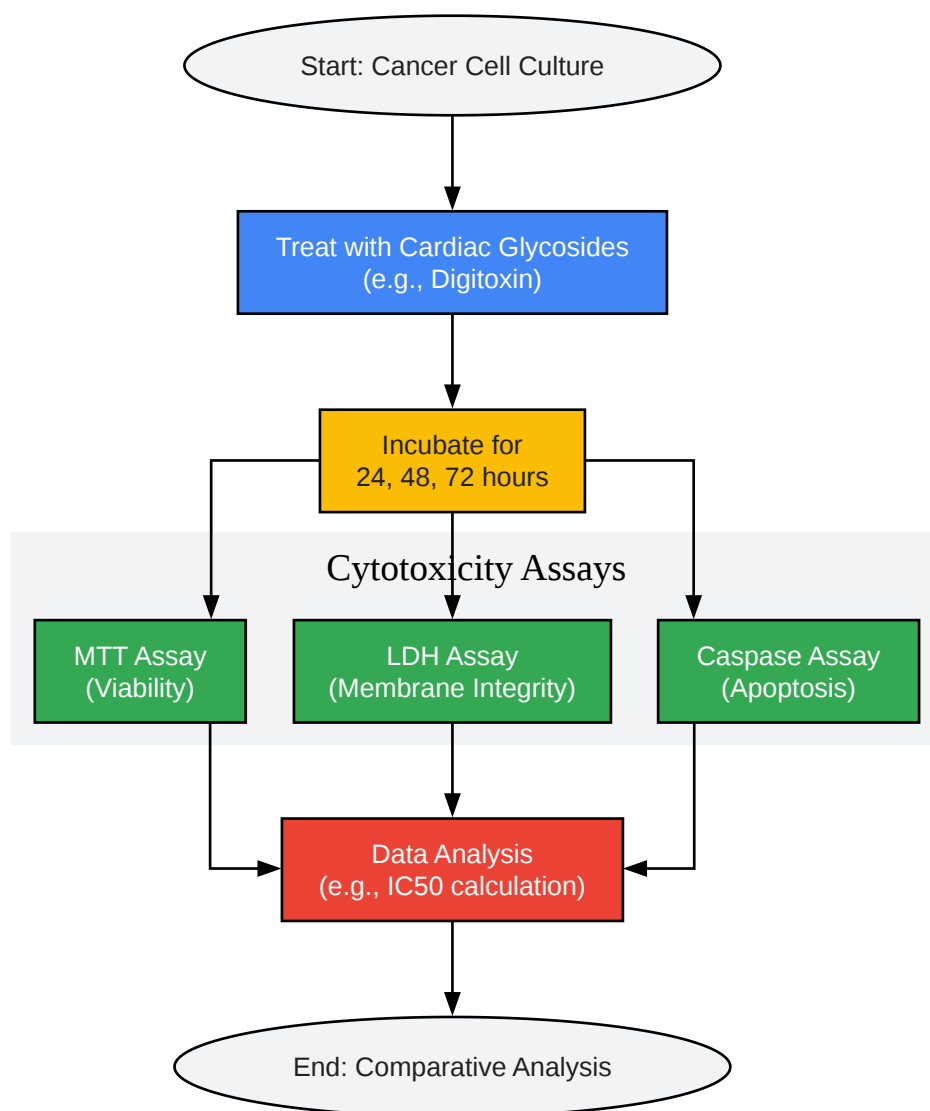 Start: Cancer Cell Culture
Treat with Cardiac Glycosides
(e.g., Digitoxin)
Incubate for
24, 48, 72 hours
Cytotoxicity Assays
MTT Assay
(Viability)
LDH Assay
(Membrane Integrity)
Caspase Assay
(Apoptosis)
Data Analysis
(e.g., IC50 calculation)
End: Comparative Analysis